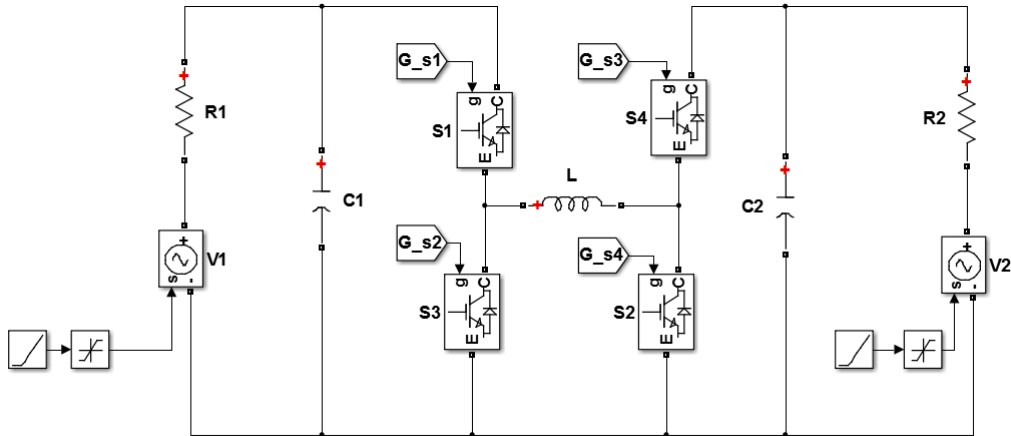 G_s1
G_s3
g
C
S1
E
g
C
S4
E
R1
R2
L
C1
C2
G_s2
G_s4
g
C
S3
E
g
C
S2
E
+
s
-
V1
+
s
-
V2